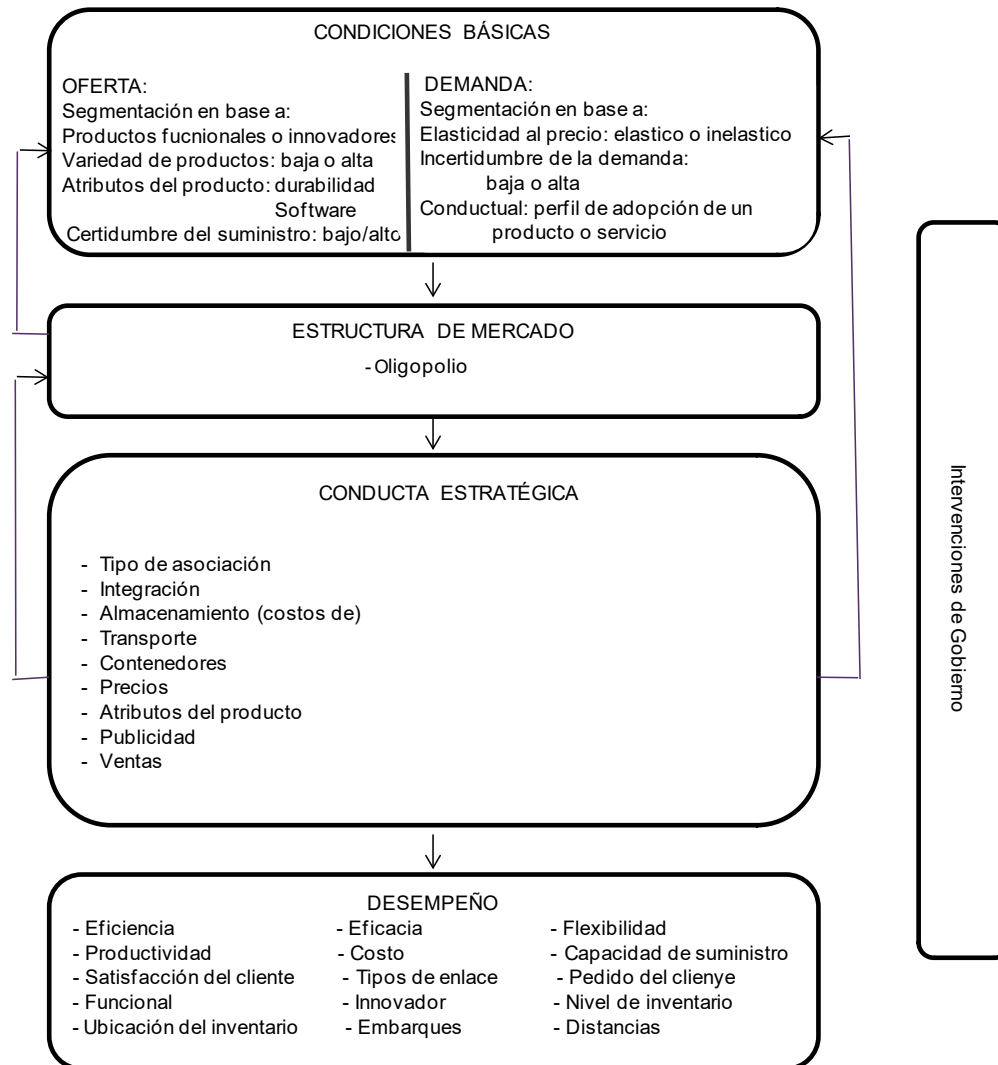 CONDICIONES BÁSICAS
OFERTA:
Segmentación en base a:
Productos fucnionales o innovadores
Variedad de productos: baja o alta
Atributos del producto: durabilidad
Software
Certidumbre del suministro: bajo/alto
DEMANDA:
Segmentación en base a:
Elasticidad al precio: elastico o inelastico
Incertidumbre de la demanda:
baja o alta
Conductual: perfil de adopción de un
producto o servicio
ESTRUCTURA DE MERCADO
- Oligopolio
CONDUCTA ESTRATÉGICA
- Tipo de asociación
- Integración
- Almacenamiento (costos de)
- Transporte
- Contenedores
- Precios
- Atributos del producto
- Publicidad
- Ventas
DESEMPEÑO
- Eficiencia - Eficacia - Flexibilidad
- Productividad - Costo - Capacidad de suministro
- Satisfacción del cliente - Tipos de enlace - Pedido del clienye
- Funcional - Innovador - Nivel de inventario
- Ubicación del inventario - Embarques - Distancias
Intervenciones de Gobierno